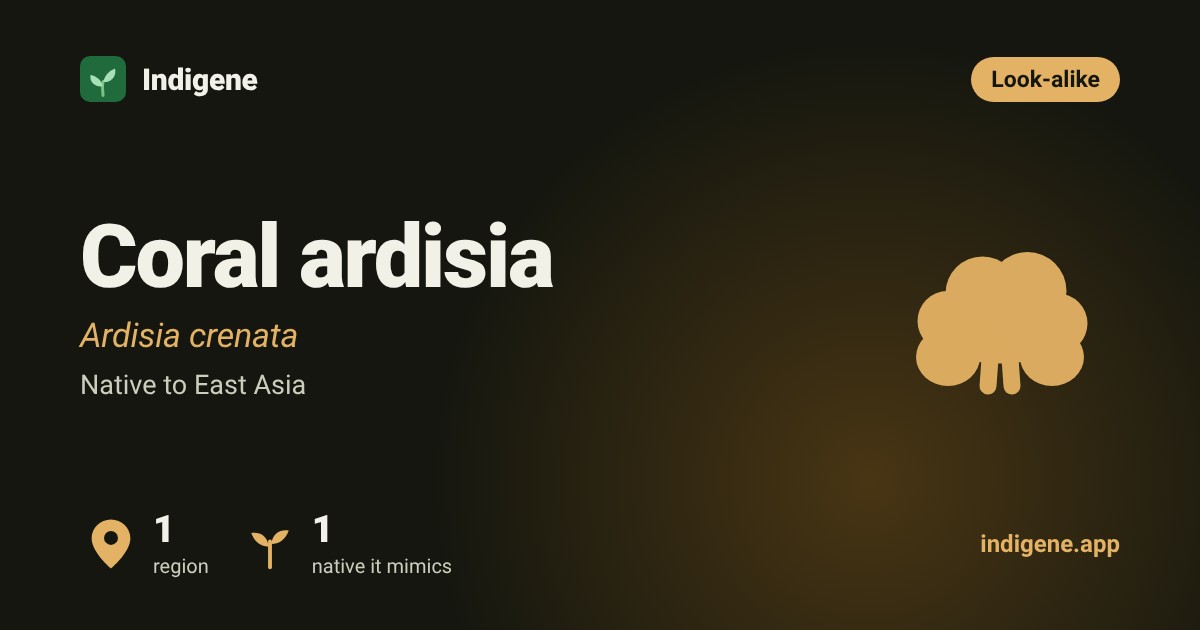 Indigene
Look-alike
Coral ardisia
Ardisia crenata
Native to East Asia
1
region
1
native it mimics
indigene.app